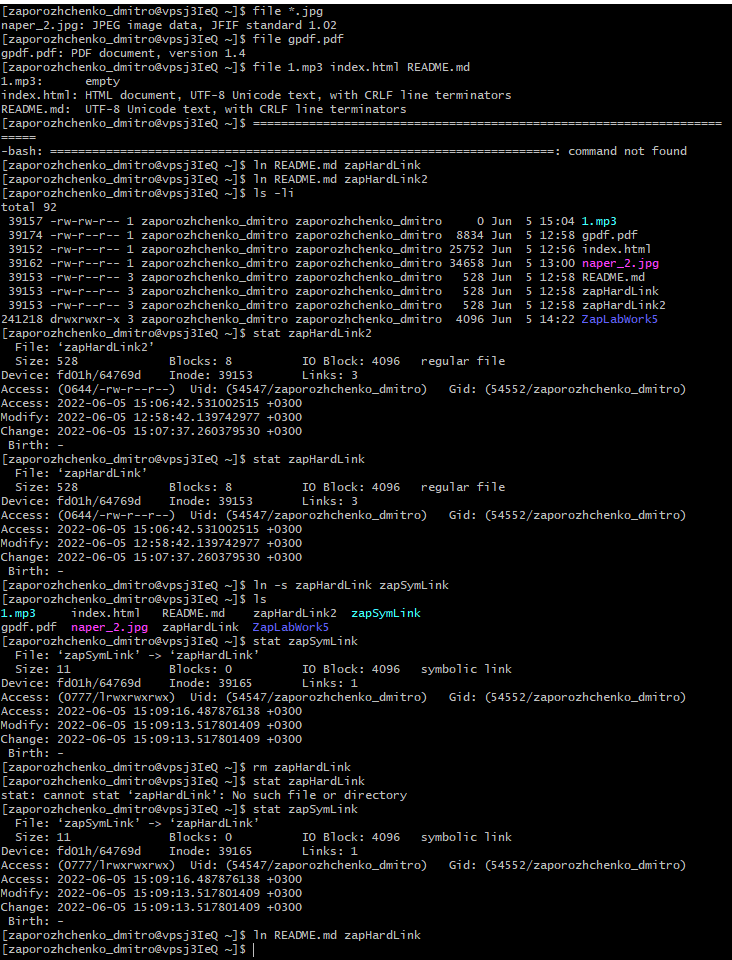 [zaporozhchenko_dmitro@vpsj3IeQ ~]$ file *.jpg
naper_2.jpg: JPEG image data, JFIF standard 1.02
[zaporozhchenko_dmitro@vpsj3IeQ ~]$ file gpdf.pdf
gpdf.pdf: PDF document, version 1.4
[zaporozhchenko_dmitro@vpsj3IeQ ~]$ file 1.mp3 index.html README.md
1.mp3:      empty
index.html: HTML document, UTF-8 Unicode text, with CRLF line terminators
README.md:  UTF-8 Unicode text, with CRLF line terminators
[zaporozhchenko_dmitro@vpsj3IeQ ~]$ ===================================================================
=====
-bash: ========================================================================: command not found
[zaporozhchenko_dmitro@vpsj3IeQ ~]$ ln README.md zapHardLink
[zaporozhchenko_dmitro@vpsj3IeQ ~]$ ln README.md zapHardLink2
[zaporozhchenko_dmitro@vpsj3IeQ ~]$ ls -li
total 92
 39157 -rw-rw-r-- 1 zaporozhchenko_dmitro zaporozhchenko_dmitro     0 Jun  5 15:04 1.mp3
 39174 -rw-r--r-- 1 zaporozhchenko_dmitro zaporozhchenko_dmitro  8834 Jun  5 12:58 gpdf.pdf
 39152 -rw-r--r-- 1 zaporozhchenko_dmitro zaporozhchenko_dmitro 25752 Jun  5 12:56 index.html
 39162 -rw-r--r-- 1 zaporozhchenko_dmitro zaporozhchenko_dmitro 34658 Jun  5 13:00 naper_2.jpg
 39153 -rw-r--r-- 3 zaporozhchenko_dmitro zaporozhchenko_dmitro   528 Jun  5 12:58 README.md
 39153 -rw-r--r-- 3 zaporozhchenko_dmitro zaporozhchenko_dmitro   528 Jun  5 12:58 zapHardLink
 39153 -rw-r--r-- 3 zaporozhchenko_dmitro zaporozhchenko_dmitro   528 Jun  5 12:58 zapHardLink2
241218 drwxrwxr-x 3 zaporozhchenko_dmitro zaporozhchenko_dmitro  4096 Jun  5 14:22 ZapLabWork5
[zaporozhchenko_dmitro@vpsj3IeQ ~]$ stat zapHardLink2
  File: ‘zapHardLink2’
  Size: 528             Blocks: 8          IO Block: 4096   regular file
Device: fd01h/64769d    Inode: 39153       Links: 3
Access: (0644/-rw-r--r--)  Uid: (54547/zaporozhchenko_dmitro)   Gid: (54552/zaporozhchenko_dmitro)
Access: 2022-06-05 15:06:42.531002515 +0300
Modify: 2022-06-05 12:58:42.139742977 +0300
Change: 2022-06-05 15:07:37.260379530 +0300
 Birth: -
[zaporozhchenko_dmitro@vpsj3IeQ ~]$ stat zapHardLink
  File: ‘zapHardLink’
  Size: 528             Blocks: 8          IO Block: 4096   regular file
Device: fd01h/64769d    Inode: 39153       Links: 3
Access: (0644/-rw-r--r--)  Uid: (54547/zaporozhchenko_dmitro)   Gid: (54552/zaporozhchenko_dmitro)
Access: 2022-06-05 15:06:42.531002515 +0300
Modify: 2022-06-05 12:58:42.139742977 +0300
Change: 2022-06-05 15:07:37.260379530 +0300
 Birth: -
[zaporozhchenko_dmitro@vpsj3IeQ ~]$ ln -s zapHardLink zapSymLink
[zaporozhchenko_dmitro@vpsj3IeQ ~]$ ls
1.mp3     index.html   README.md    zapHardLink2  zapSymLink
gpdf.pdf  naper_2.jpg  zapHardLink  ZapLabWork5
[zaporozhchenko_dmitro@vpsj3IeQ ~]$ stat zapSymLink
  File: ‘zapSymLink’ -> ‘zapHardLink’
  Size: 11              Blocks: 0          IO Block: 4096   symbolic link
Device: fd01h/64769d    Inode: 39165       Links: 1
Access: (0777/lrwxrwxrwx)  Uid: (54547/zaporozhchenko_dmitro)   Gid: (54552/zaporozhchenko_dmitro)
Access: 2022-06-05 15:09:16.487876138 +0300
Modify: 2022-06-05 15:09:13.517801409 +0300
Change: 2022-06-05 15:09:13.517801409 +0300
 Birth: -
[zaporozhchenko_dmitro@vpsj3IeQ ~]$ rm zapHardLink
[zaporozhchenko_dmitro@vpsj3IeQ ~]$ stat zapHardLink
stat: cannot stat ‘zapHardLink’: No such file or directory
[zaporozhchenko_dmitro@vpsj3IeQ ~]$ stat zapSymLink
  File: ‘zapSymLink’ -> ‘zapHardLink’
  Size: 11              Blocks: 0          IO Block: 4096   symbolic link
Device: fd01h/64769d    Inode: 39165       Links: 1
Access: (0777/lrwxrwxrwx)  Uid: (54547/zaporozhchenko_dmitro)   Gid: (54552/zaporozhchenko_dmitro)
Access: 2022-06-05 15:09:16.487876138 +0300
Modify: 2022-06-05 15:09:13.517801409 +0300
Change: 2022-06-05 15:09:13.517801409 +0300
 Birth: -
[zaporozhchenko_dmitro@vpsj3IeQ ~]$ ln README.md zapHardLink
[zaporozhchenko_dmitro@vpsj3IeQ ~]$